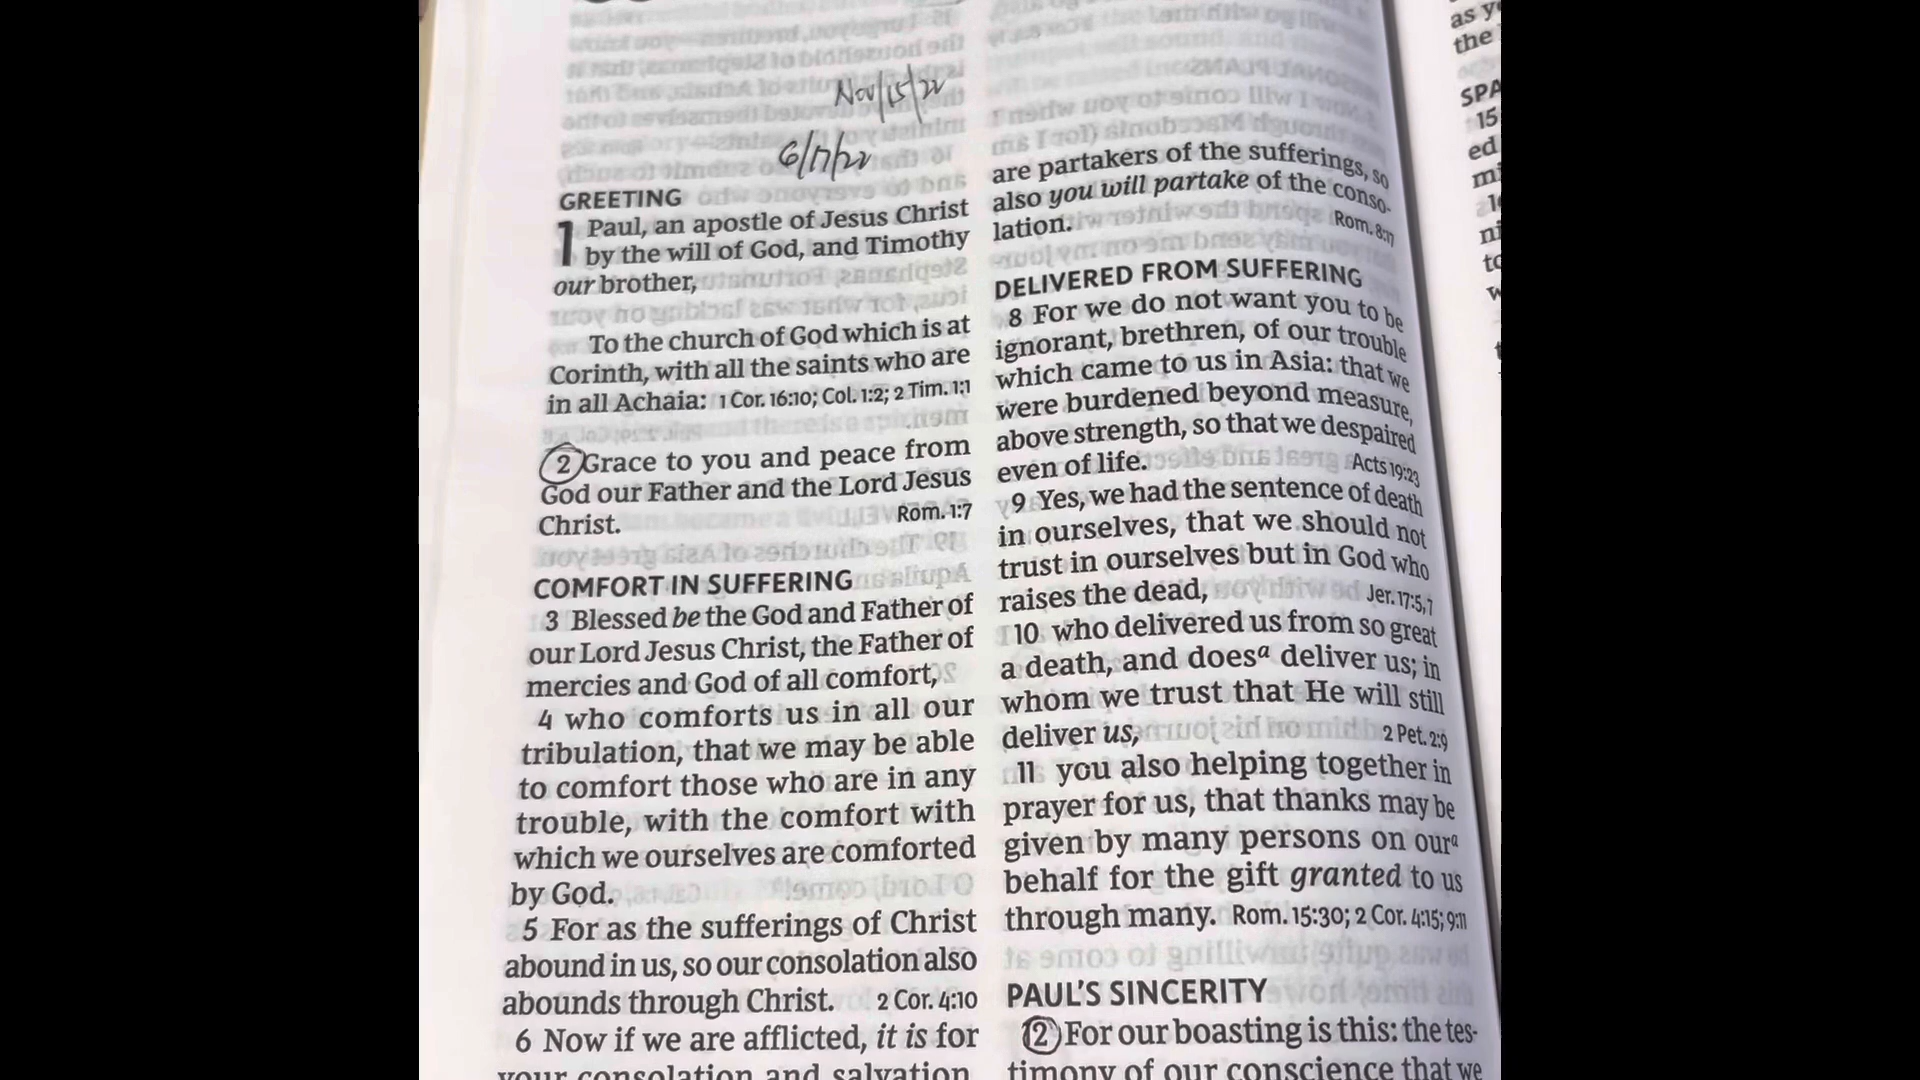 Nov/15/22
6/17/22
GREETING
1 Paul, an apostle of Jesus Christ
by the will of God, and Timothy
our brother,
To the church of God which is at
Corinth, with all the saints who are
in all Achaia: 1 Cor. 16:10; Col. 1:2; 2 Tim. 1:1
2 Grace to you and peace from
God our Father and the Lord Jesus
Christ. Rom. 1:7
COMFORT IN SUFFERING
3 Blessed be the God and Father of
our Lord Jesus Christ, the Father of
mercies and God of all comfort,
4 who comforts us in all our
tribulation, that we may be able
to comfort those who are in any
trouble, with the comfort with
which we ourselves are comforted
by God.
5 For as the sufferings of Christ
abound in us, so our consolation also
abounds through Christ. 2 Cor. 4:10
6 Now if we are afflicted, it is for
your consolation and salvation
are partakers of the sufferings, so
also you will partake of the conso-
lation. Rom. 8:17
DELIVERED FROM SUFFERING
8 For we do not want you to be
ignorant, brethren, of our trouble
which came to us in Asia: that we
were burdened beyond measure,
above strength, so that we despaired
even of life. Acts 19:23
9 Yes, we had the sentence of death
in ourselves, that we should not
trust in ourselves but in God who
raises the dead, Jer. 17:5,7
10 who delivered us from so great
a death, and doesa deliver us; in
whom we trust that He will still
deliver us, 2 Pet. 2:9
11 you also helping together in
prayer for us, that thanks may be
given by many persons on oura
behalf for the gift granted to us
through many. Rom. 15:30; 2 Cor. 4:15; 9:11
PAUL'S SINCERITY
12 For our boasting is this: the tes-
timony of our conscience that we
as y
the
SPA
15
ed
mi
ni
to
w